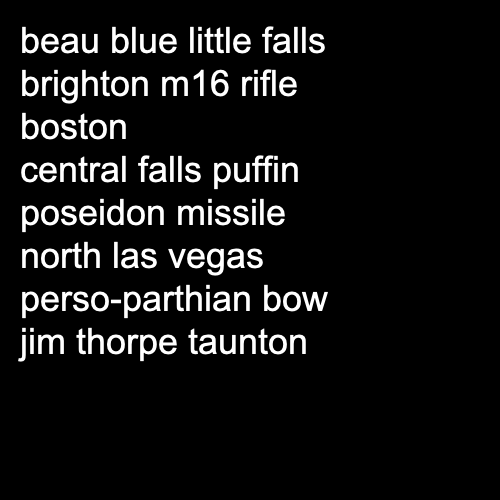 beau blue little falls
brighton m16 rifle
boston
central falls puffin
poseidon missile
north las vegas
perso-parthian bow
jim thorpe taunton